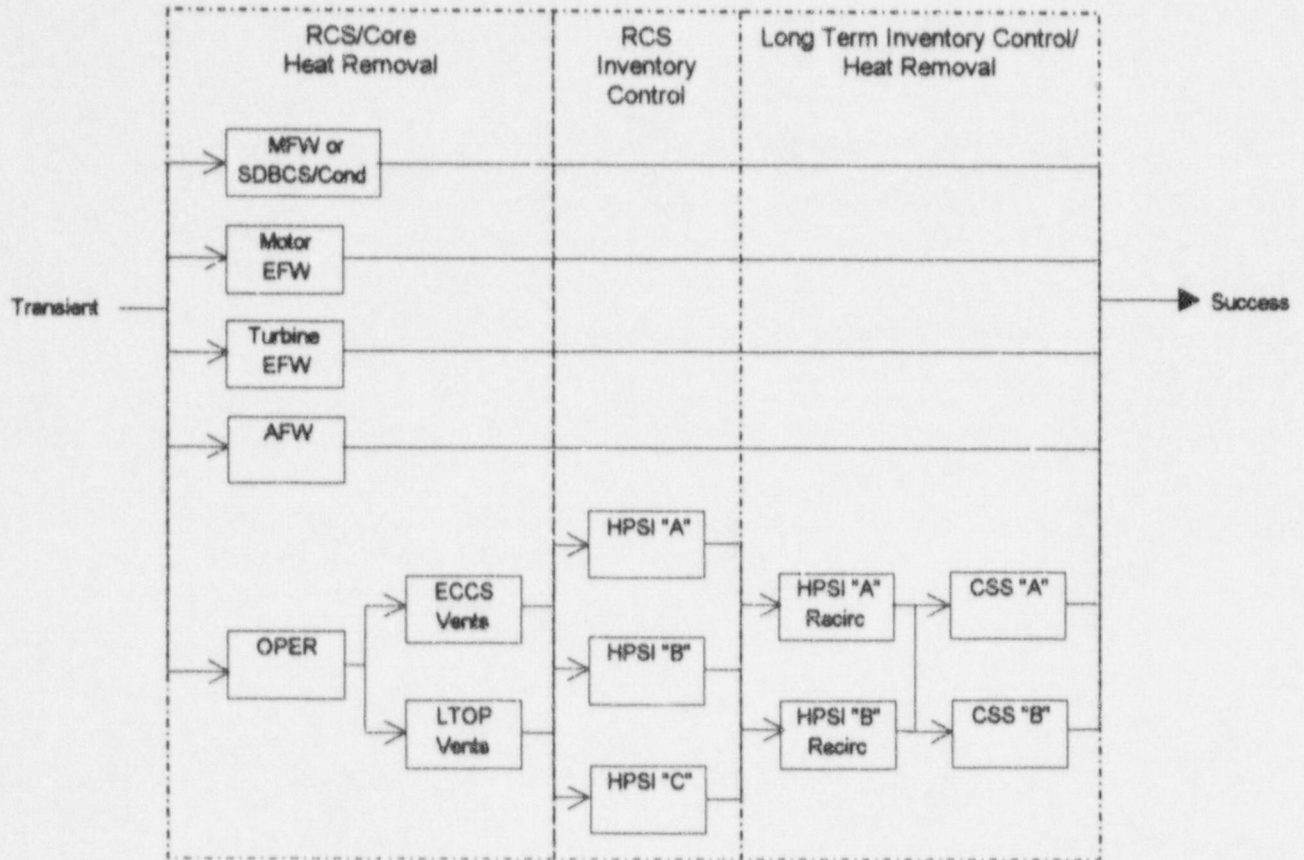 RCS/Core
Heat Removal
RCS
Inventory
Control
Long Term Inventory Control/
Heat Removal
MFW or
SDBCS/Cond
Motor
EFW
Transient
Success
Turbine
EFW
AFW
HPSI "A"
ECCS
Vents
HPSI "A"
Recirc
CSS "A"
OPER
HPSI "B"
LTOP
Vents
HPSI "B"
Recirc
CSS "B"
HPSI "C"